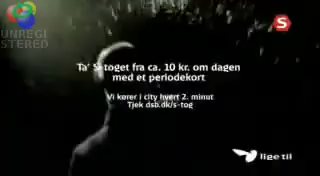 UNREGI
STERED
S
Ta' S-toget fra ca. 10 kr. om dagen
med et periodekort
Vi kører i city hvert 2. minut
Tjek dsb.dk/s-tog
lige til